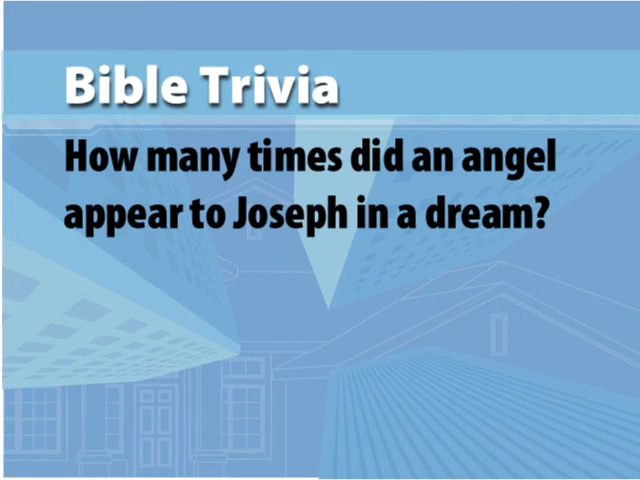 Bible Trivia
How many times did an angel
appear to Joseph in a dream?